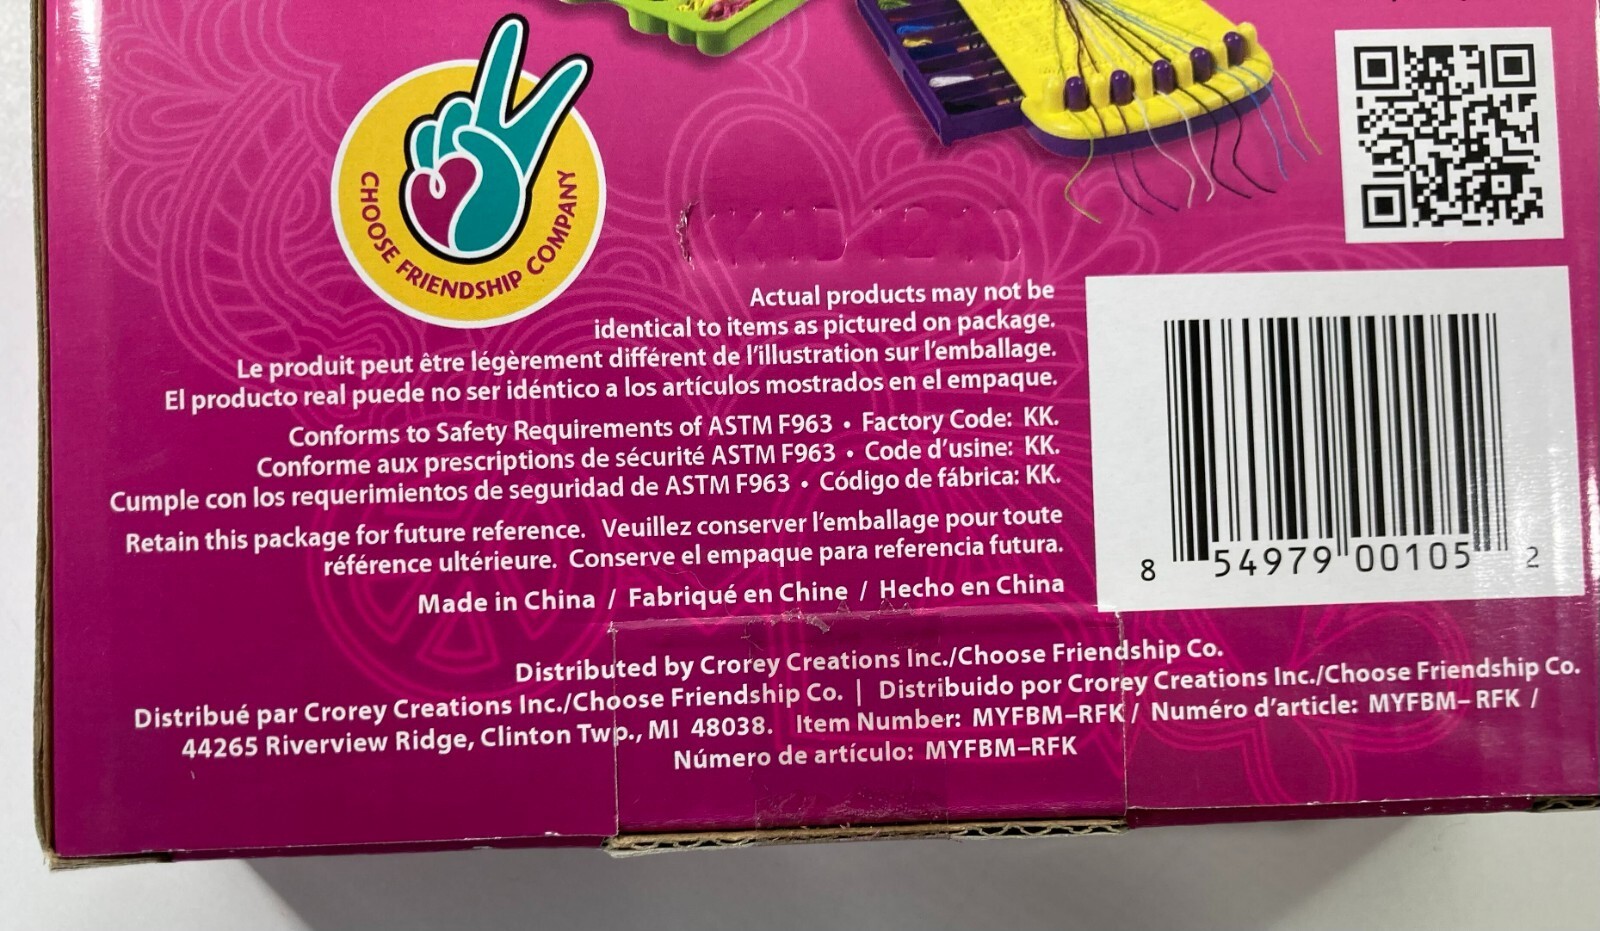 CHOOSE FRIENDSHIP COMPANY
Actual products may not be
identical to items as pictured on package.
Le produit peut être légèrement différent de l'illustration sur l'emballage.
El producto real puede no ser idéntico a los artículos mostrados en el empaque.
Conforms to Safety Requirements of ASTM F963 • Factory Code: KK.
Conforme aux prescriptions de sécurité ASTM F963 • Code d'usine: KK.
Cumple con los requerimientos de seguridad de ASTM F963 • Código de fábrica: KK.
Retain this package for future reference. Veuillez conserver l'emballage pour toute
référence ultérieure. Conserve el empaque para referencia futura.
Made in China / Fabriqué en Chine / Hecho en China
8 54979 00105 2
Distributed by Crorey Creations Inc./Choose Friendship Co.
Distribué par Crorey Creations Inc./Choose Friendship Co. | Distribuido por Crorey Creations Inc./Choose Friendship Co.
44265 Riverview Ridge, Clinton Twp., MI 48038. Item Number: MYFBM–RFK / Numéro d'article: MYFBM– RFK /
Número de artículo: MYFBM–RFK